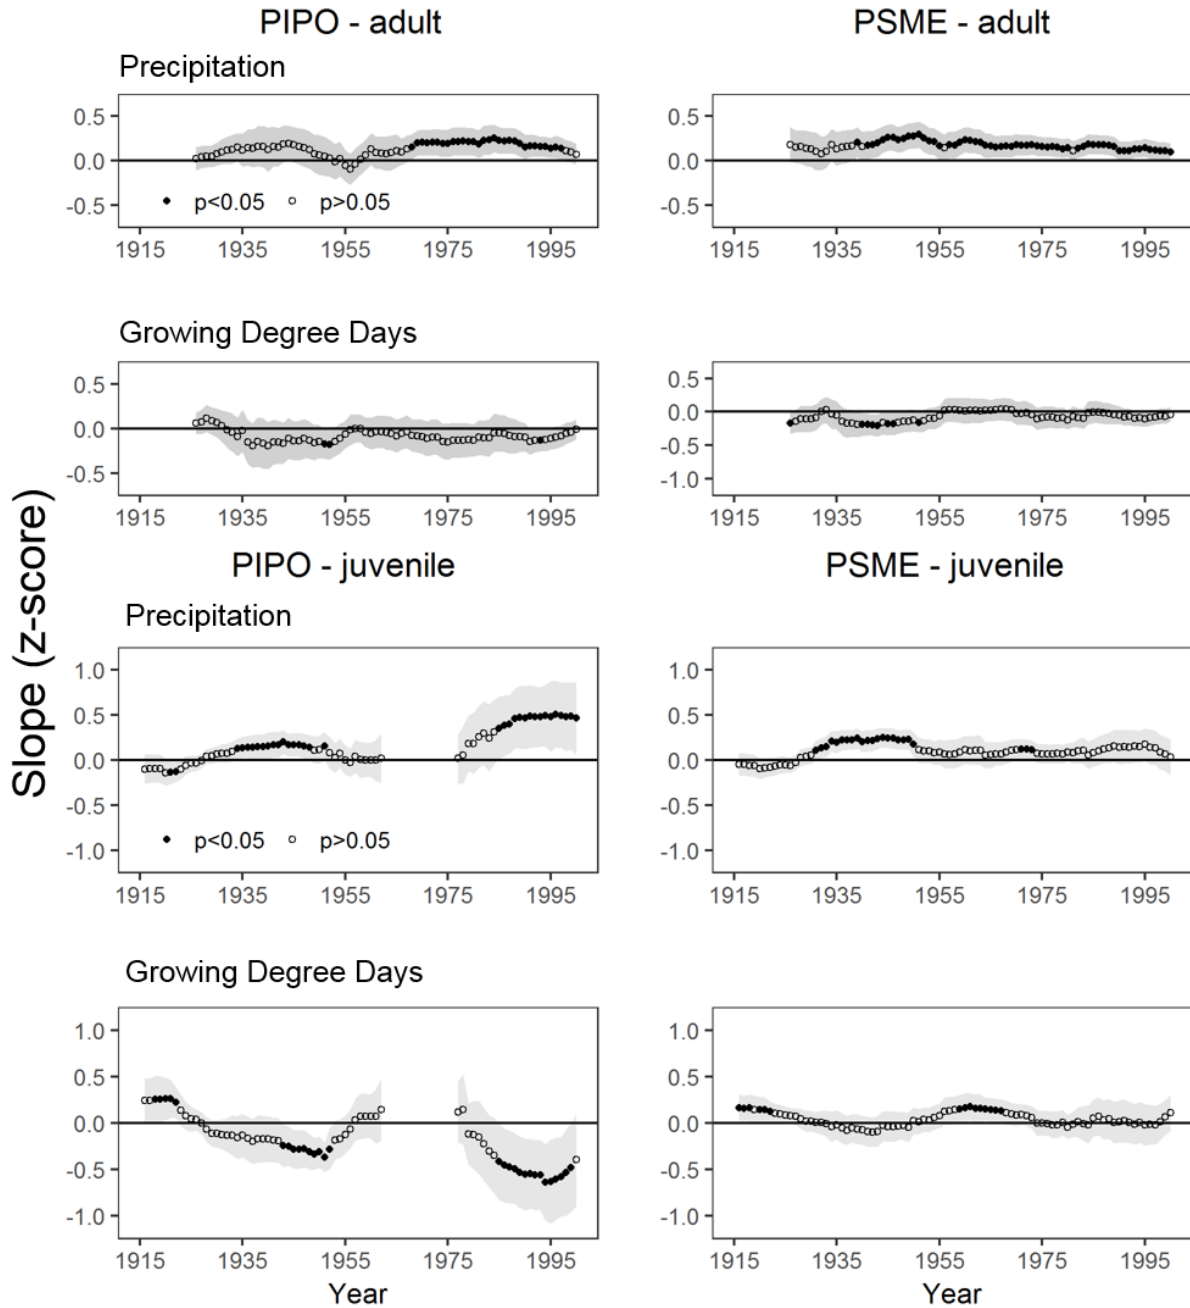 PIPO - adult
PSME - adult
Precipitation
0.5
0.0
-0.5
p<0.05 p>0.05
1915 1935 1955 1975 1995
0.5
0.0
-0.5
1915 1935 1955 1975 1995
Growing Degree Days
0.5
0.0
-0.5
1915 1935 1955 1975 1995
0.5
0.0
-0.5
-1.0
1915 1935 1955 1975 1995
Slope (z-score)
PIPO - juvenile
PSME - juvenile
Precipitation
1.0
0.5
0.0
-0.5
-1.0
p<0.05 p>0.05
1915 1935 1955 1975 1995
1.0
0.5
0.0
-0.5
-1.0
1915 1935 1955 1975 1995
Growing Degree Days
1.0
0.5
0.0
-0.5
-1.0
1915 1935 1955 1975 1995
Year
1.0
0.5
0.0
-0.5
-1.0
1915 1935 1955 1975 1995
Year